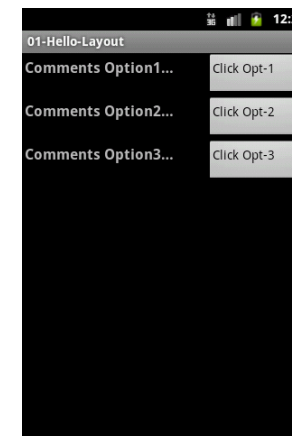 3G 12:
01-Hello-Layout
Comments Option1... Click Opt-1
Comments Option2... Click Opt-2
Comments Option3... Click Opt-3